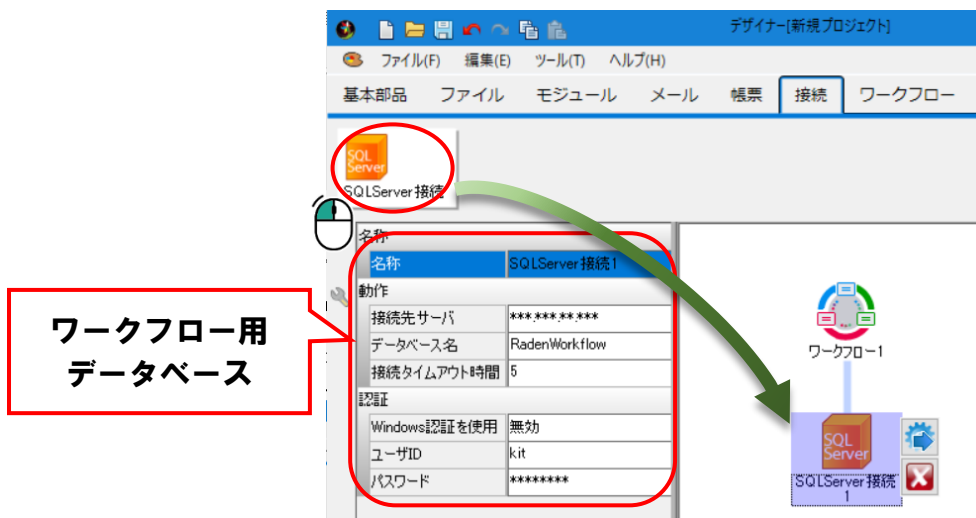 デザイナー[新規プロジェクト]
ファイル(F) 編集(E) ツール(T) ヘルプ(H)
基本部品 ファイル モジュール メール 帳票 接続 ワークフロー
SQL
Server
SQLServer接続
名称
名称 SQLServer接続1
動作
接続先サーバ ***.***.**.***
データベース名 RadenWorkflow
接続タイムアウト時間 5
認証
Windows認証を使用 無効
ユーザID kit
パスワード ********
ワークフロー用
データベース
ワークフロー1
SQL
Server
SQLServer接続
1